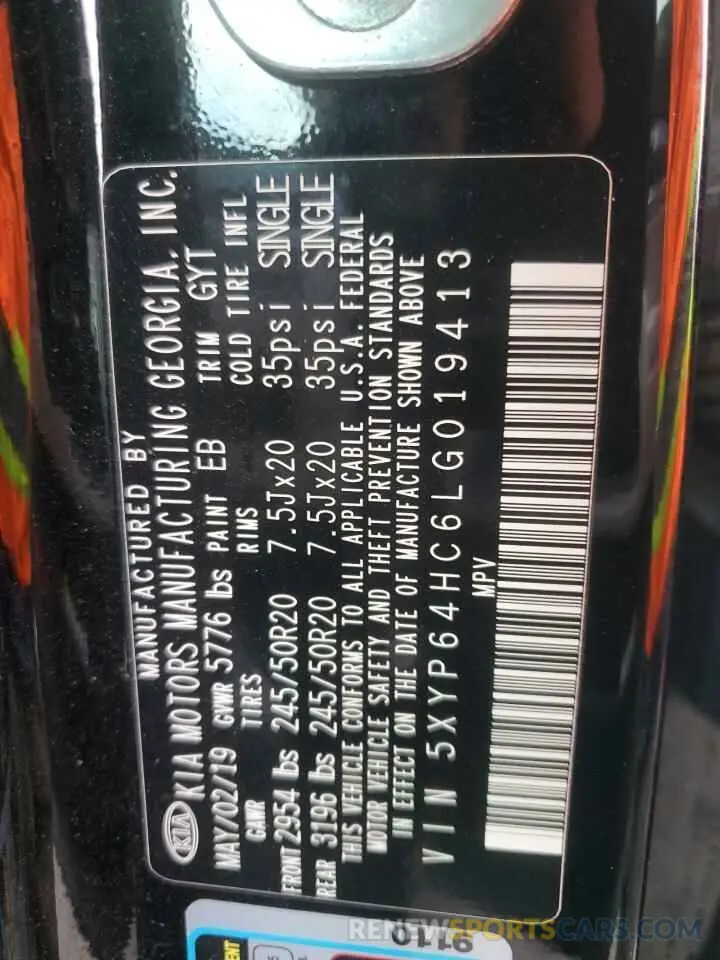 MANUFACTURED BY
KIA KIA MOTORS MANUFACTURING GEORGIA, INC.
MAY/02/19 GVWR 5776 lbs PAINT EB TRIM GYT
GAWR TIRES RIMS COLD TIRE INFL
FRONT 2954 lbs 245/50R20 7.5Jx20 35psi SINGLE
REAR 3196 lbs 245/50R20 7.5Jx20 35psi SINGLE
THIS VEHICLE CONFORMS TO ALL APPLICABLE U.S.A. FEDERAL
MOTOR VEHICLE SAFETY AND THEFT PREVENTION STANDARDS
IN EFFECT ON THE DATE OF MANUFACTURE SHOWN ABOVE
VIN 5XYP64HC6LG019413
MPV
9110
RENEWSPORTSCARS.COM